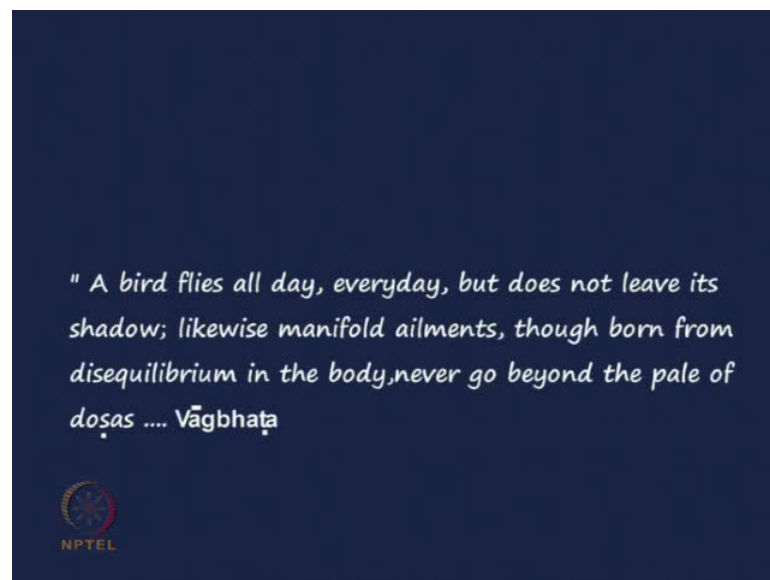 " A bird flies all day, everyday, but does not leave its
shadow; likewise manifold ailments, though born from
disequilibrium in the body,never go beyond the pale of
doṣas .... Vāgbhaṭa
NPTEL